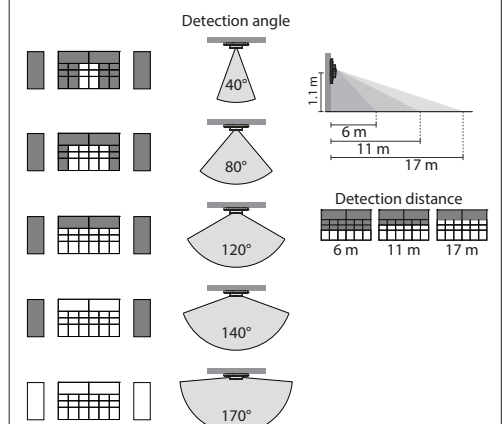 Detection angle
40°
80°
120°
140°
170°
1.1 m
6 m
11 m
17 m
Detection distance
6 m 11 m 17 m